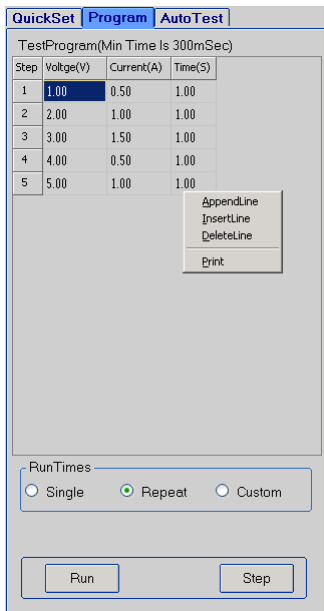 QuickSet Program AutoTest
TestProgram(Min Time Is 300mSec)
Step Voltge(V) Current(A) Time(S)
1 1.00 0.50 1.00
2 2.00 1.00 1.00
3 3.00 1.50 1.00
4 4.00 0.50 1.00
5 5.00 1.00 1.00
AppendLine
InsertLine
DeleteLine
Print
RunTimes
Single Repeat Custom
Run Step